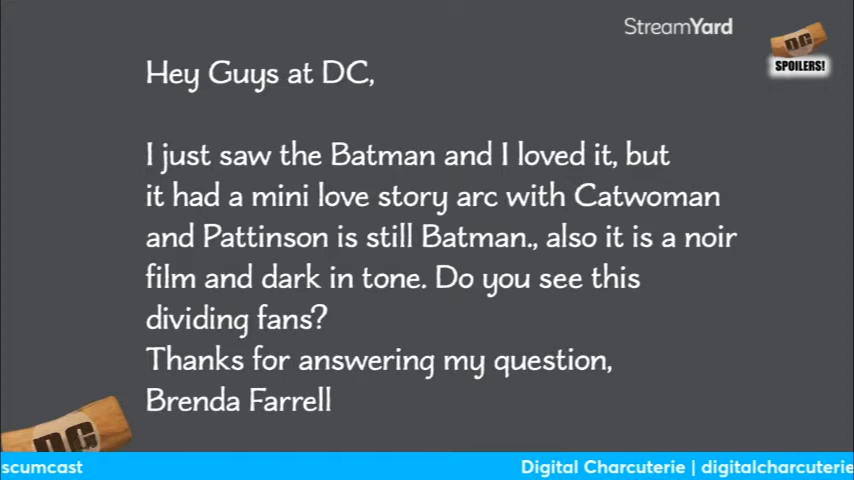 StreamYard
DC
SPOILERS!
Hey Guys at DC,
I just saw the Batman and I loved it, but
it had a mini love story arc with Catwoman
and Pattinson is still Batman., also it is a noir
film and dark in tone. Do you see this
dividing fans?
Thanks for answering my question,
Brenda Farrell
DC
scumcast
Digital Charcuterie | digitalcharcuterie